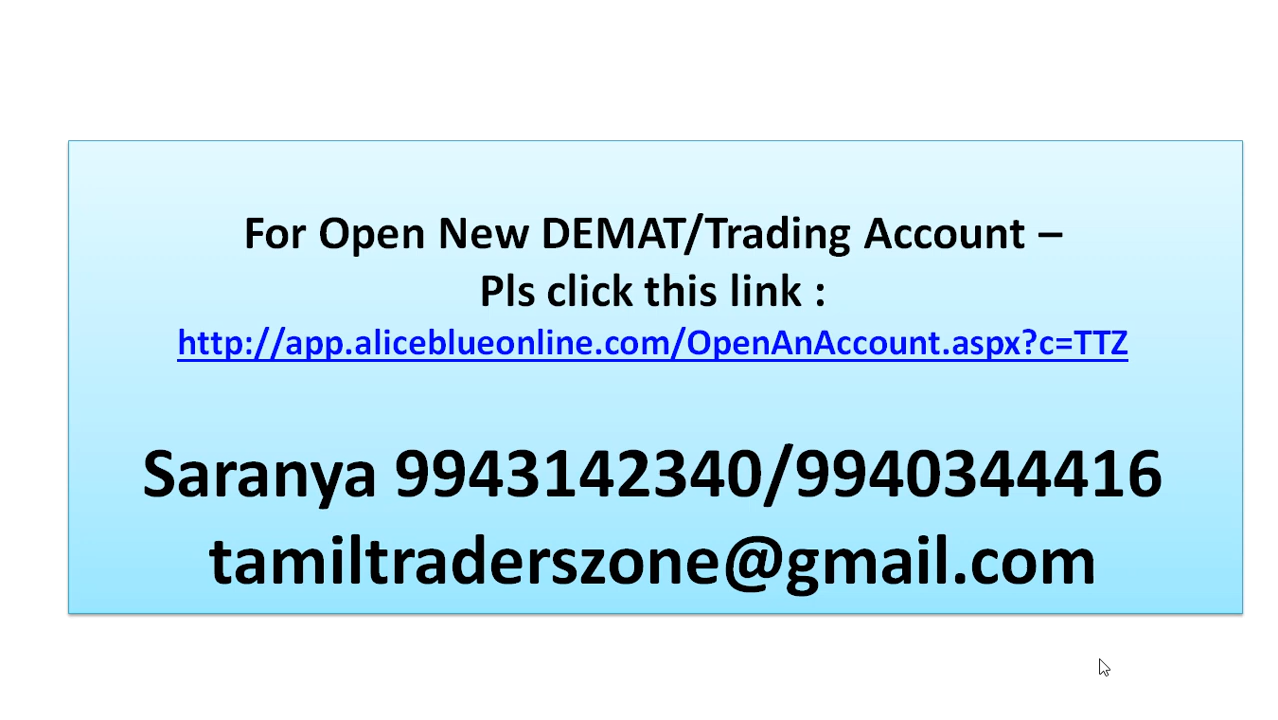 For Open New DEMAT/Trading Account –
Pls click this link :
http://app.aliceblueonline.com/OpenAnAccount.aspx?c=TTZ
Saranya 9943142340/9940344416
tamiltraderszone@gmail.com